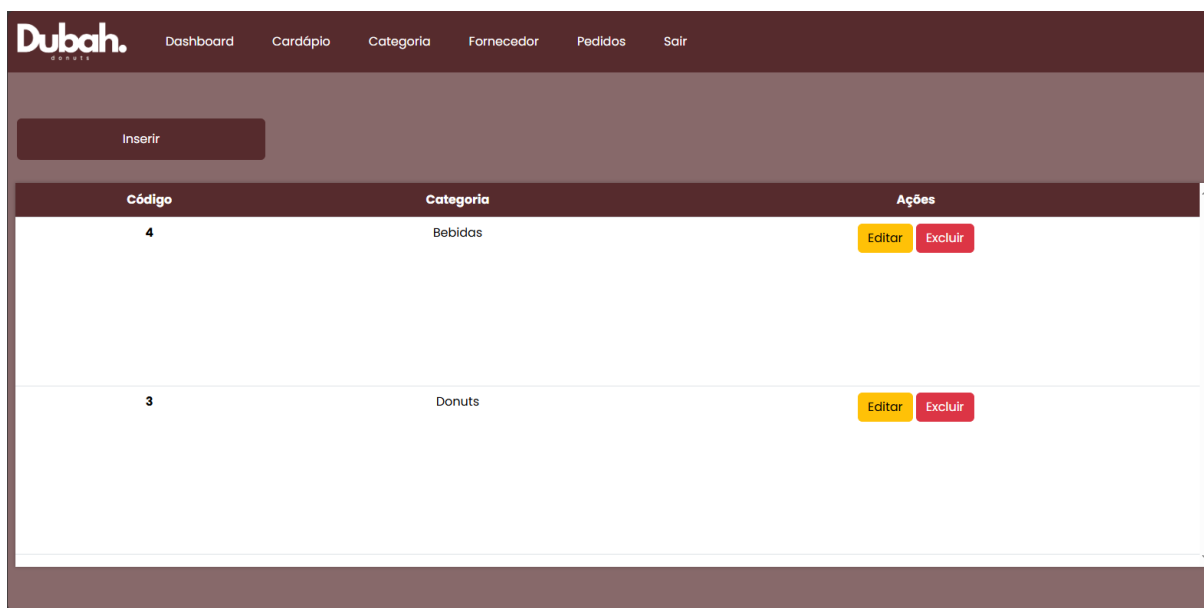 Dubah. Dashboard Cardápio Categoria Fornecedor Pedidos Sair
donuts
Inserir
Código Categoria Ações
4 Bebidas Editar Excluir
3 Donuts Editar Excluir